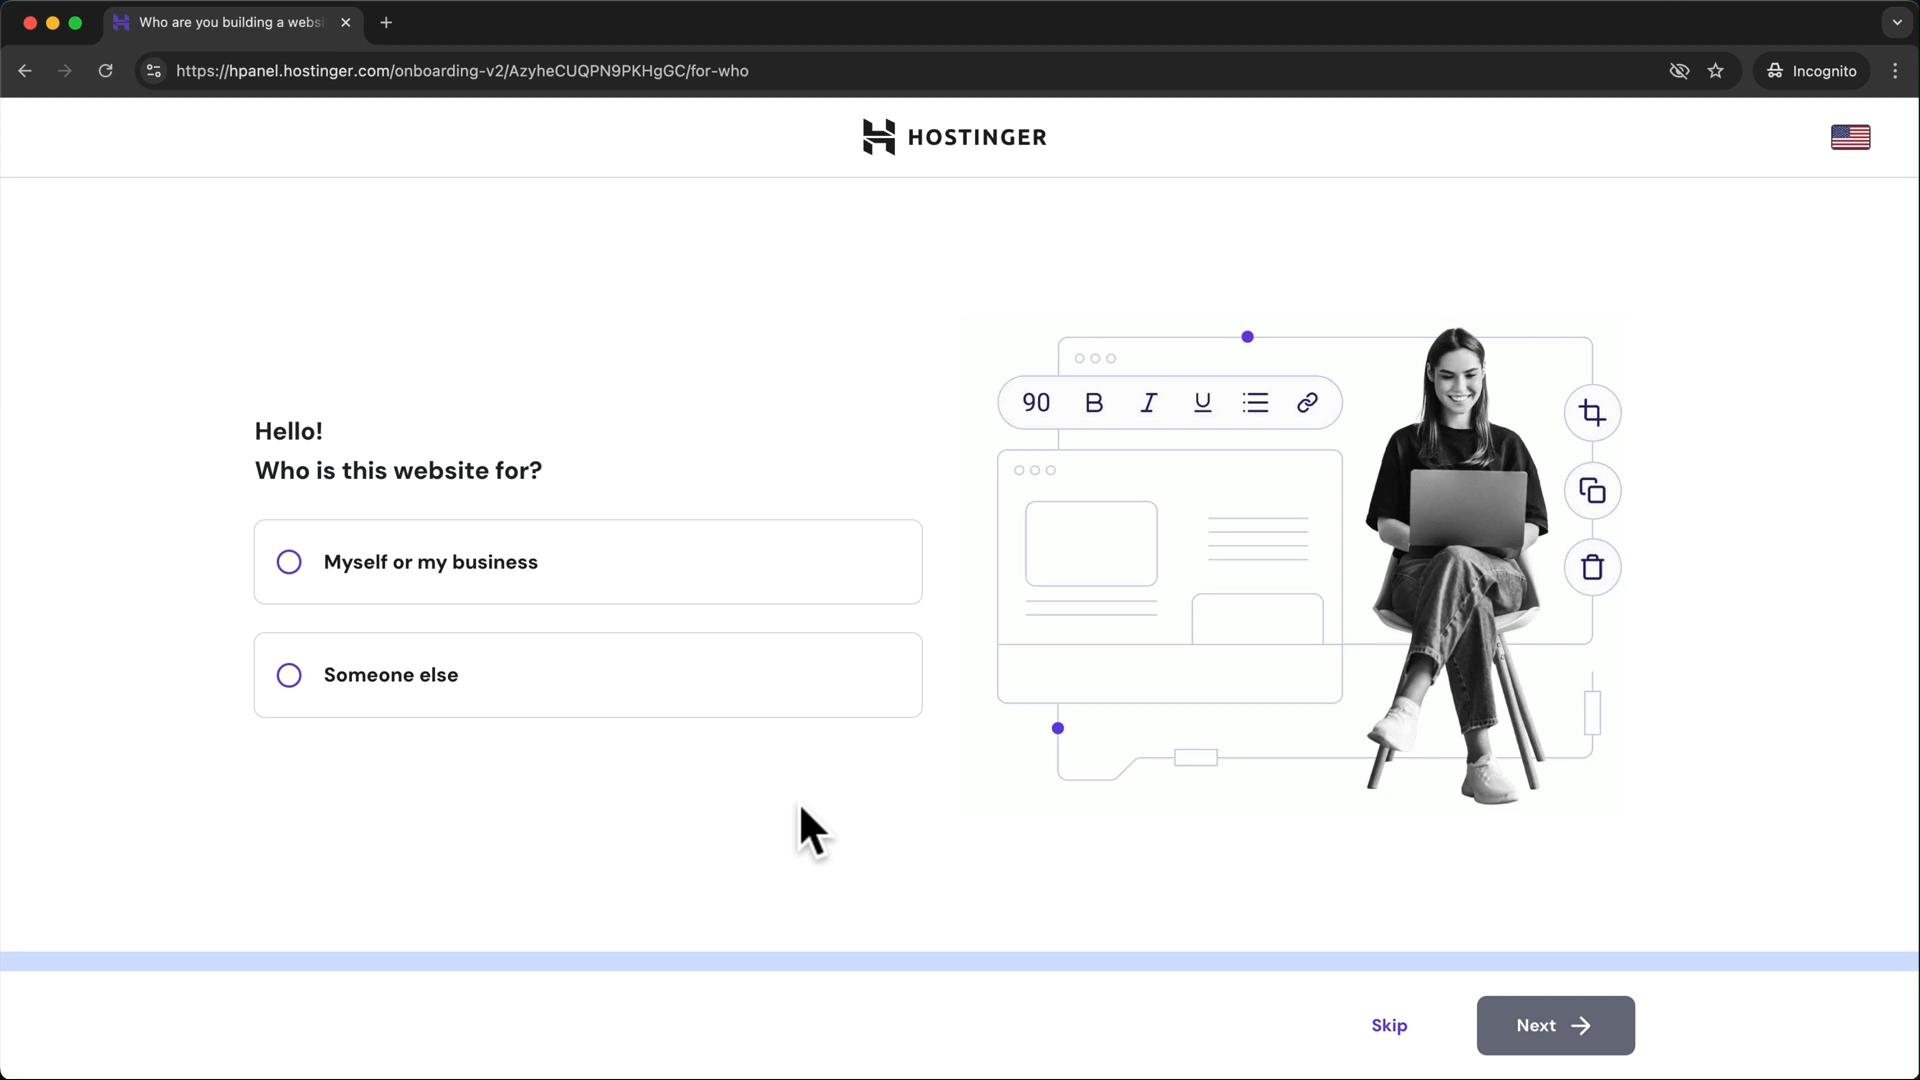 Who are you building a websi
https://hpanel.hostinger.com/onboarding-v2/AzyheCUQPN9PKHgGC/for-who
Incognito
HOSTINGER
90 B I U
Hello!
Who is this website for?
Myself or my business
Someone else
Skip
Next